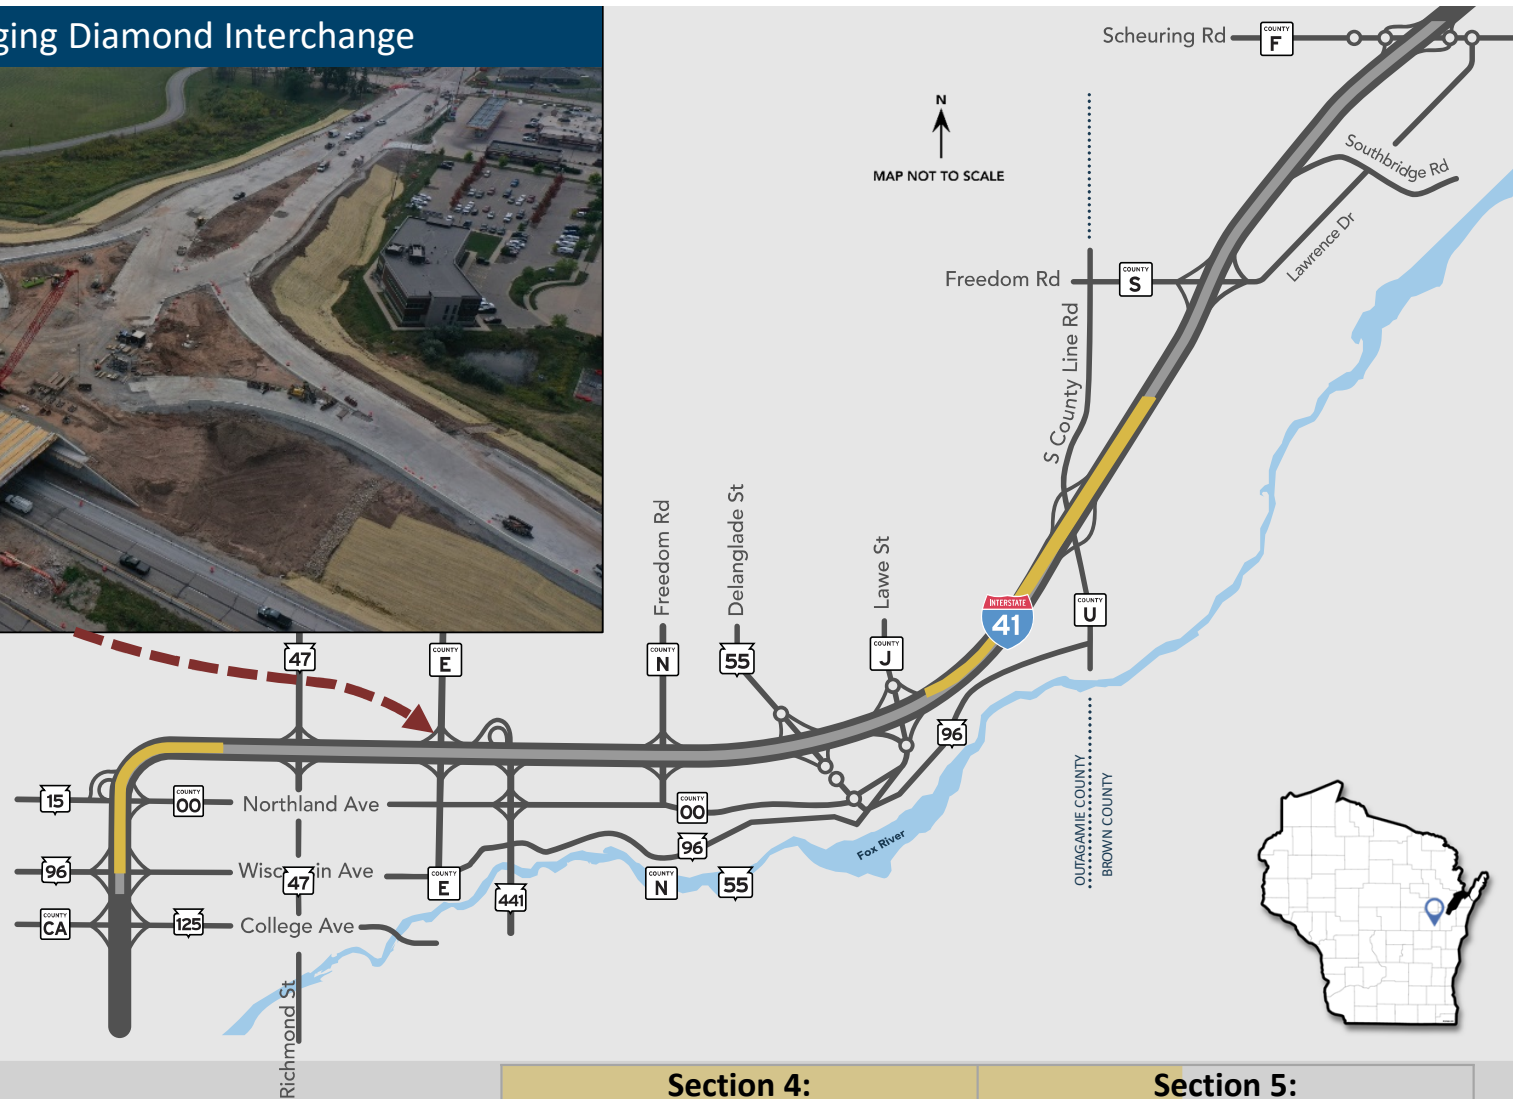 ging Diamond Interchange
Scheuring Rd
COUNTY
F
N
MAP NOT TO SCALE
Southbridge Rd
Lawrence Dr
Freedom Rd
COUNTY
S
S County Line Rd
Freedom Rd
Delanglade St
Lawe St
INTERSTATE
41
COUNTY
U
47
COUNTY
E
COUNTY
N
55
COUNTY
J
96
15
COUNTY
OO
Northland Ave
COUNTY
OO
96
Fox River
OUTAGAMIE COUNTY
BROWN COUNTY
96
Wisc in Ave
47
COUNTY
E
441
COUNTY
N
55
COUNTY
CA
125
College Ave
Richmond St
Section 4:
Section 5: